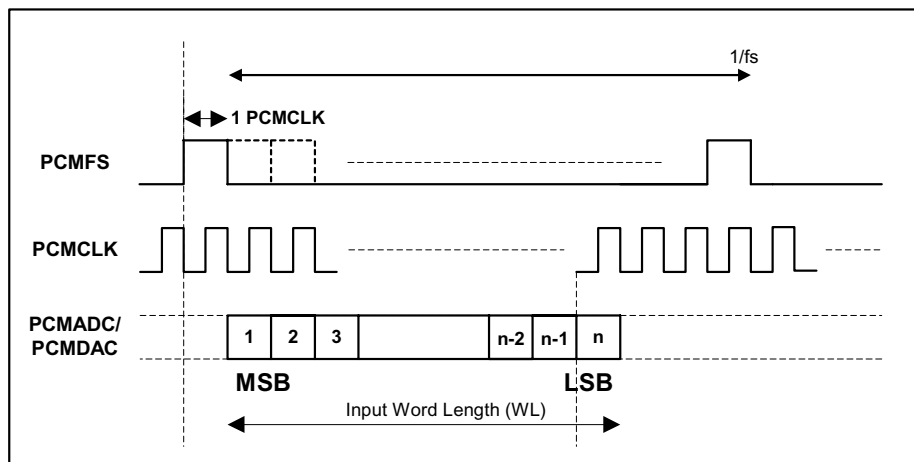 1/fs
1 PCMCLK
PCMFS
PCMCLK
PCMADC/
PCMDAC
1 2 3 n-2 n-1 n
MSB LSB
Input Word Length (WL)